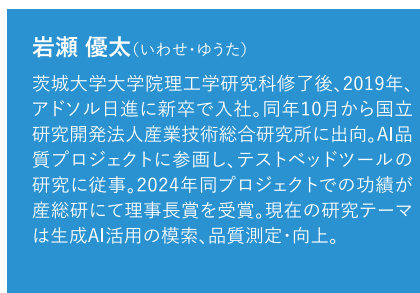 岩瀬 優太(いわせ・ゆうた)
茨城大学大学院理工学研究科修了後、2019年、
アドソル日進に新卒で入社。同年10月から国立
研究開発法人産業技術総合研究所に出向。AI品
質プロジェクトに参画し、テストベッドツールの
研究に従事。2024年同プロジェクトでの功績が
産総研にて理事長賞を受賞。現在の研究テーマ
は生成AI活用の模索、品質測定・向上。